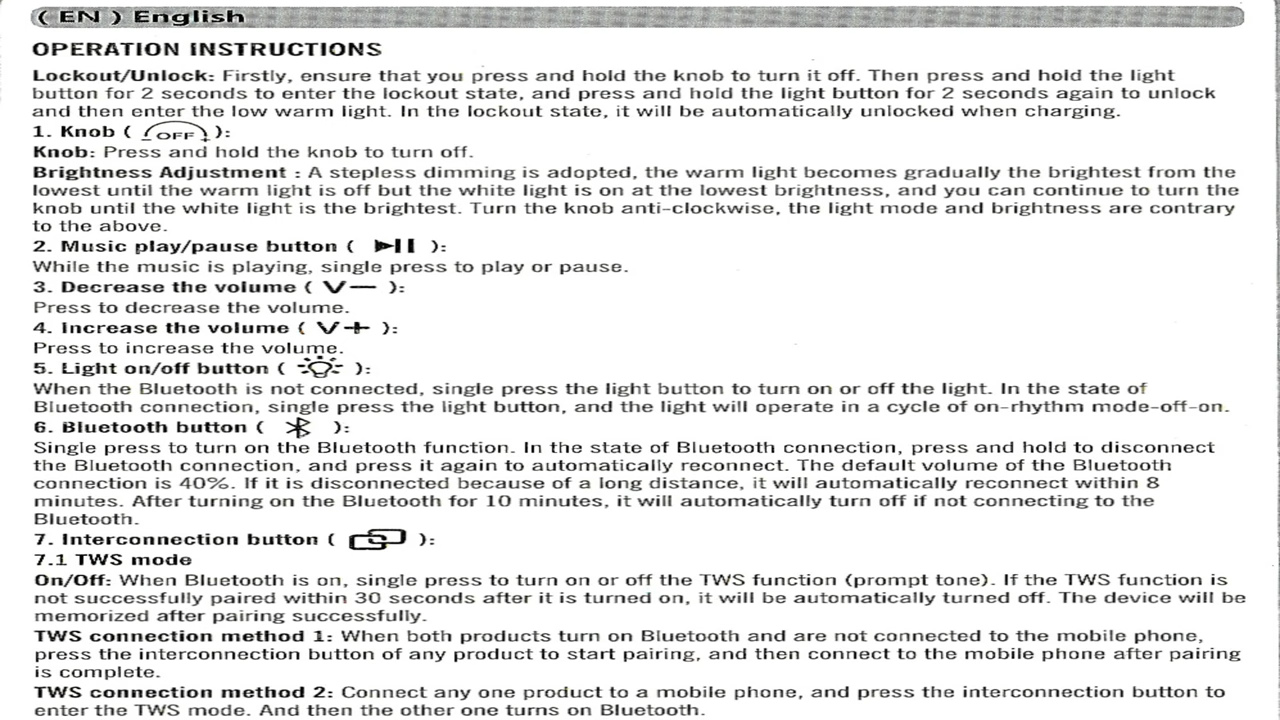 ( EN ) English
OPERATION INSTRUCTIONS
Lockout/Unlock: Firstly, ensure that you press and hold the knob to turn it off. Then press and hold the light
button for 2 seconds to enter the lockout state, and press and hold the light button for 2 seconds again to unlock
and then enter the low warm light. In the lockout state, it will be automatically unlocked when charging.
1. Knob ( - OFF + ):
Knob: Press and hold the knob to turn off.
Brightness Adjustment : A stepless dimming is adopted, the warm light becomes gradually the brightest from the
lowest until the warm light is off but the white light is on at the lowest brightness, and you can continue to turn the
knob until the white light is the brightest. Turn the knob anti-clockwise, the light mode and brightness are contrary
to the above.
2. Music play/pause button ( ):
While the music is playing, single press to play or pause.
3. Decrease the volume ( V— ):
Press to decrease the volume.
4. Increase the volume ( V+ ):
Press to increase the volume.
5. Light on/off button ( ):
When the Bluetooth is not connected, single press the light button to turn on or off the light. In the state of
Bluetooth connection, single press the light button, and the light will operate in a cycle of on-rhythm mode-off-on.
6. Bluetooth button ( ):
Single press to turn on the Bluetooth function. In the state of Bluetooth connection, press and hold to disconnect
the Bluetooth connection, and press it again to automatically reconnect. The default volume of the Bluetooth
connection is 40%. If it is disconnected because of a long distance, it will automatically reconnect within 8
minutes. After turning on the Bluetooth for 10 minutes, it will automatically turn off if not connecting to the
Bluetooth.
7. Interconnection button ( ):
7.1 TWS mode
On/Off: When Bluetooth is on, single press to turn on or off the TWS function (prompt tone). If the TWS function is
not successfully paired within 30 seconds after it is turned on, it will be automatically turned off. The device will be
memorized after pairing successfully.
TWS connection method 1: When both products turn on Bluetooth and are not connected to the mobile phone,
press the interconnection button of any product to start pairing, and then connect to the mobile phone after pairing
is complete.
TWS connection method 2: Connect any one product to a mobile phone, and press the interconnection button to
enter the TWS mode. And then the other one turns on Bluetooth.